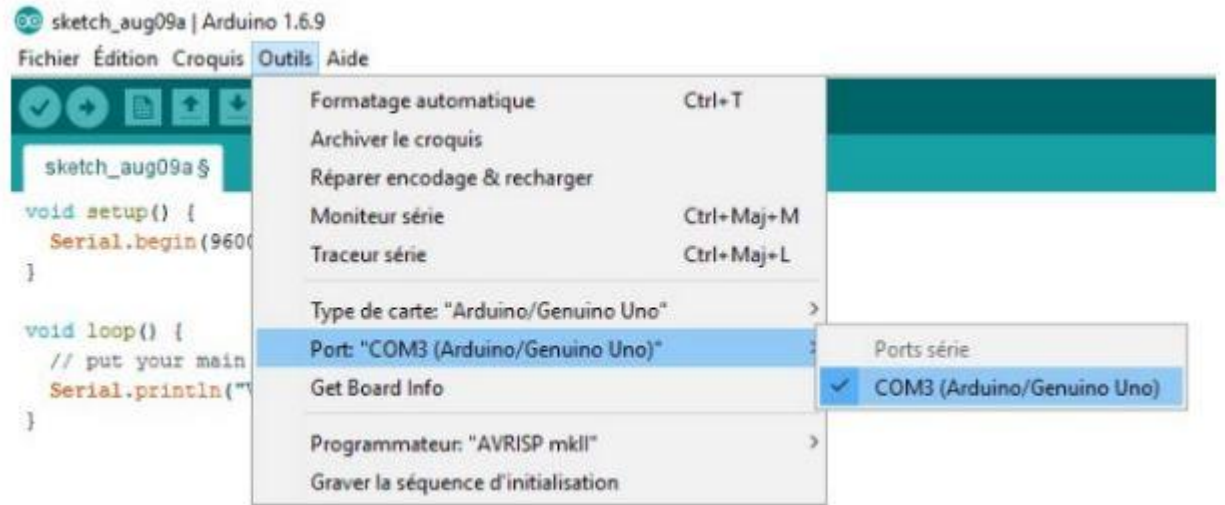 sketch_aug09a | Arduino 1.6.9
Fichier Édition Croquis Outils Aide
Formatage automatique Ctrl+T
Archiver le croquis
Réparer encodage & recharger
Moniteur série Ctrl+Maj+M
Traceur série Ctrl+Maj+L
Type de carte: "Arduino/Genuino Uno"
Port: "COM3 (Arduino/Genuino Uno)"
Get Board Info
Programmateur: "AVRISP mkII"
Graver la séquence d'initialisation
Ports série
COM3 (Arduino/Genuino Uno)
sketch_aug09a §
void setup() {
Serial.begin(960
}
void loop() {
// put your main
Serial.println("
}